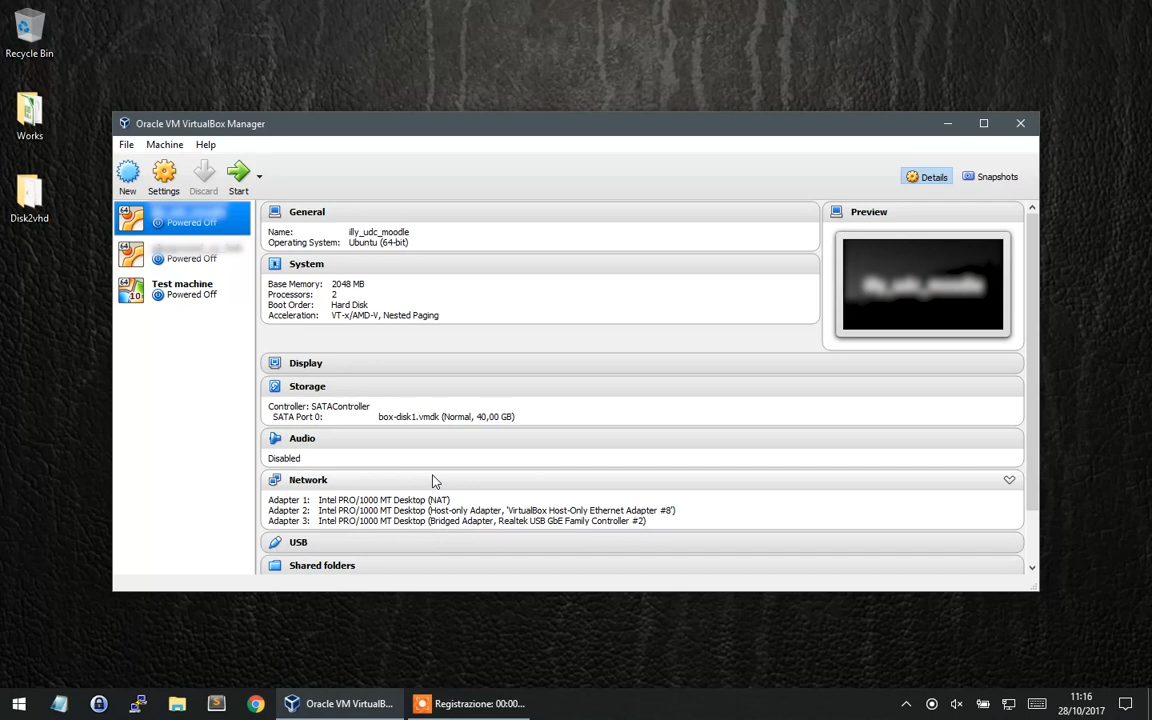 Recycle Bin
Works
Disk2vhd
Oracle VM VirtualBox Manager
File Machine Help
New Settings Discard Start
Details Snapshots
64
Powered Off
64
Powered Off
64
10
Test machine
Powered Off
General
Name: illy_udc_moodle
Operating System: Ubuntu (64-bit)
System
Base Memory: 2048 MB
Processors: 2
Boot Order: Hard Disk
Acceleration: VT-x/AMD-V, Nested Paging
Preview
Display
Storage
Controller: SATAController
SATA Port 0: box-disk1.vmdk (Normal, 40,00 GB)
Audio
Disabled
Network
Adapter 1: Intel PRO/1000 MT Desktop (NAT)
Adapter 2: Intel PRO/1000 MT Desktop (Host-only Adapter, 'VirtualBox Host-Only Ethernet Adapter #8')
Adapter 3: Intel PRO/1000 MT Desktop (Bridged Adapter, Realtek USB GbE Family Controller #2)
USB
Shared folders
Oracle VM VirtualB...
Registrazione: 00:00...
11:16
28/10/2017